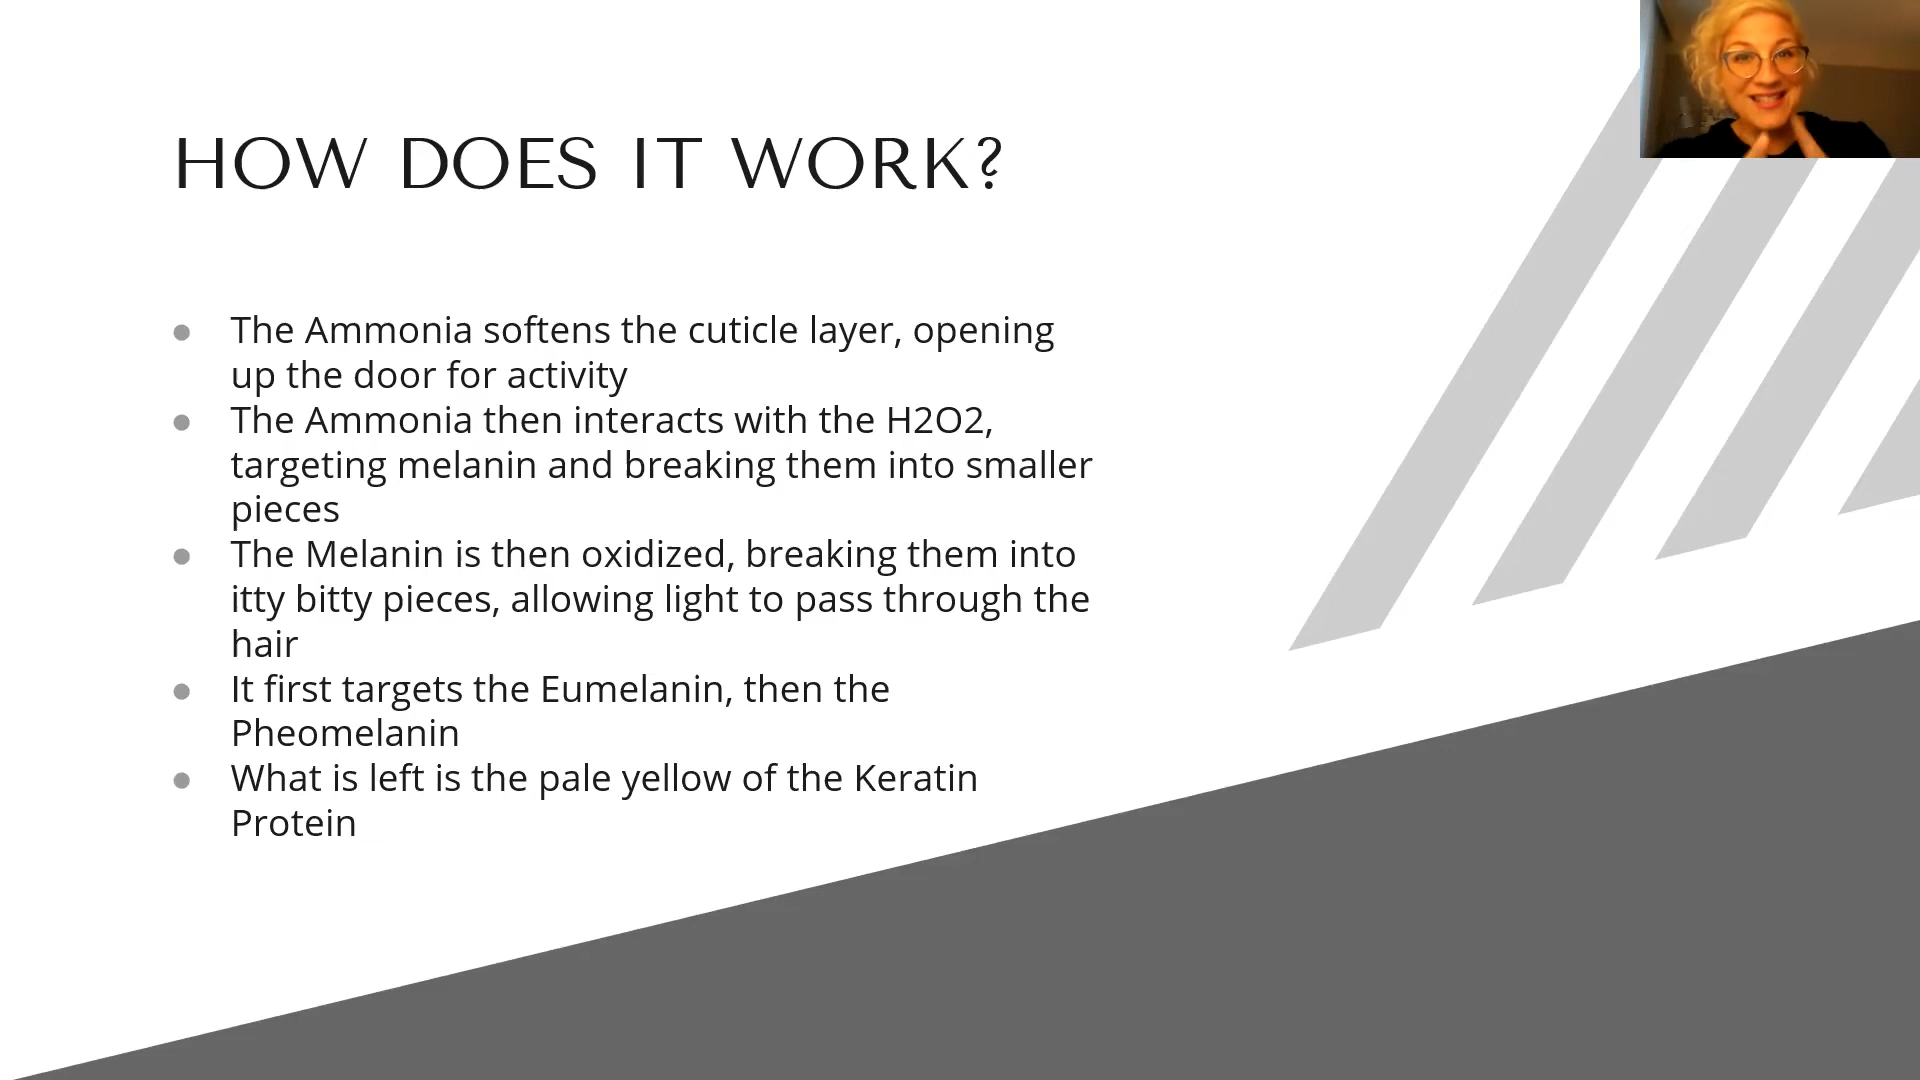 HOW DOES IT WORK?
● The Ammonia softens the cuticle layer, opening
up the door for activity
● The Ammonia then interacts with the H2O2,
targeting melanin and breaking them into smaller
pieces
● The Melanin is then oxidized, breaking them into
itty bitty pieces, allowing light to pass through the
hair
● It first targets the Eumelanin, then the
Pheomelanin
● What is left is the pale yellow of the Keratin
Protein